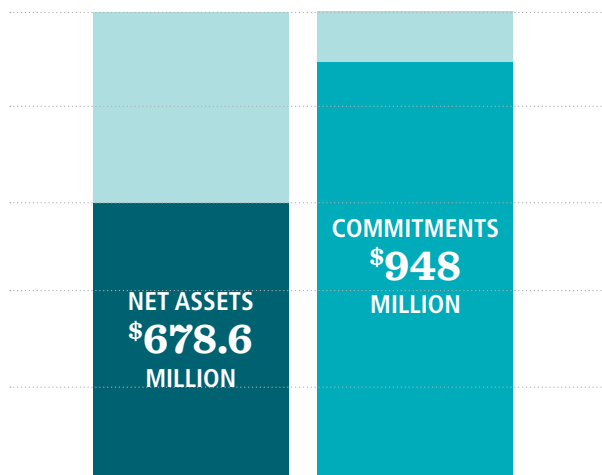 NET ASSETS
$678.6
MILLION
COMMITMENTS
$948
MILLION